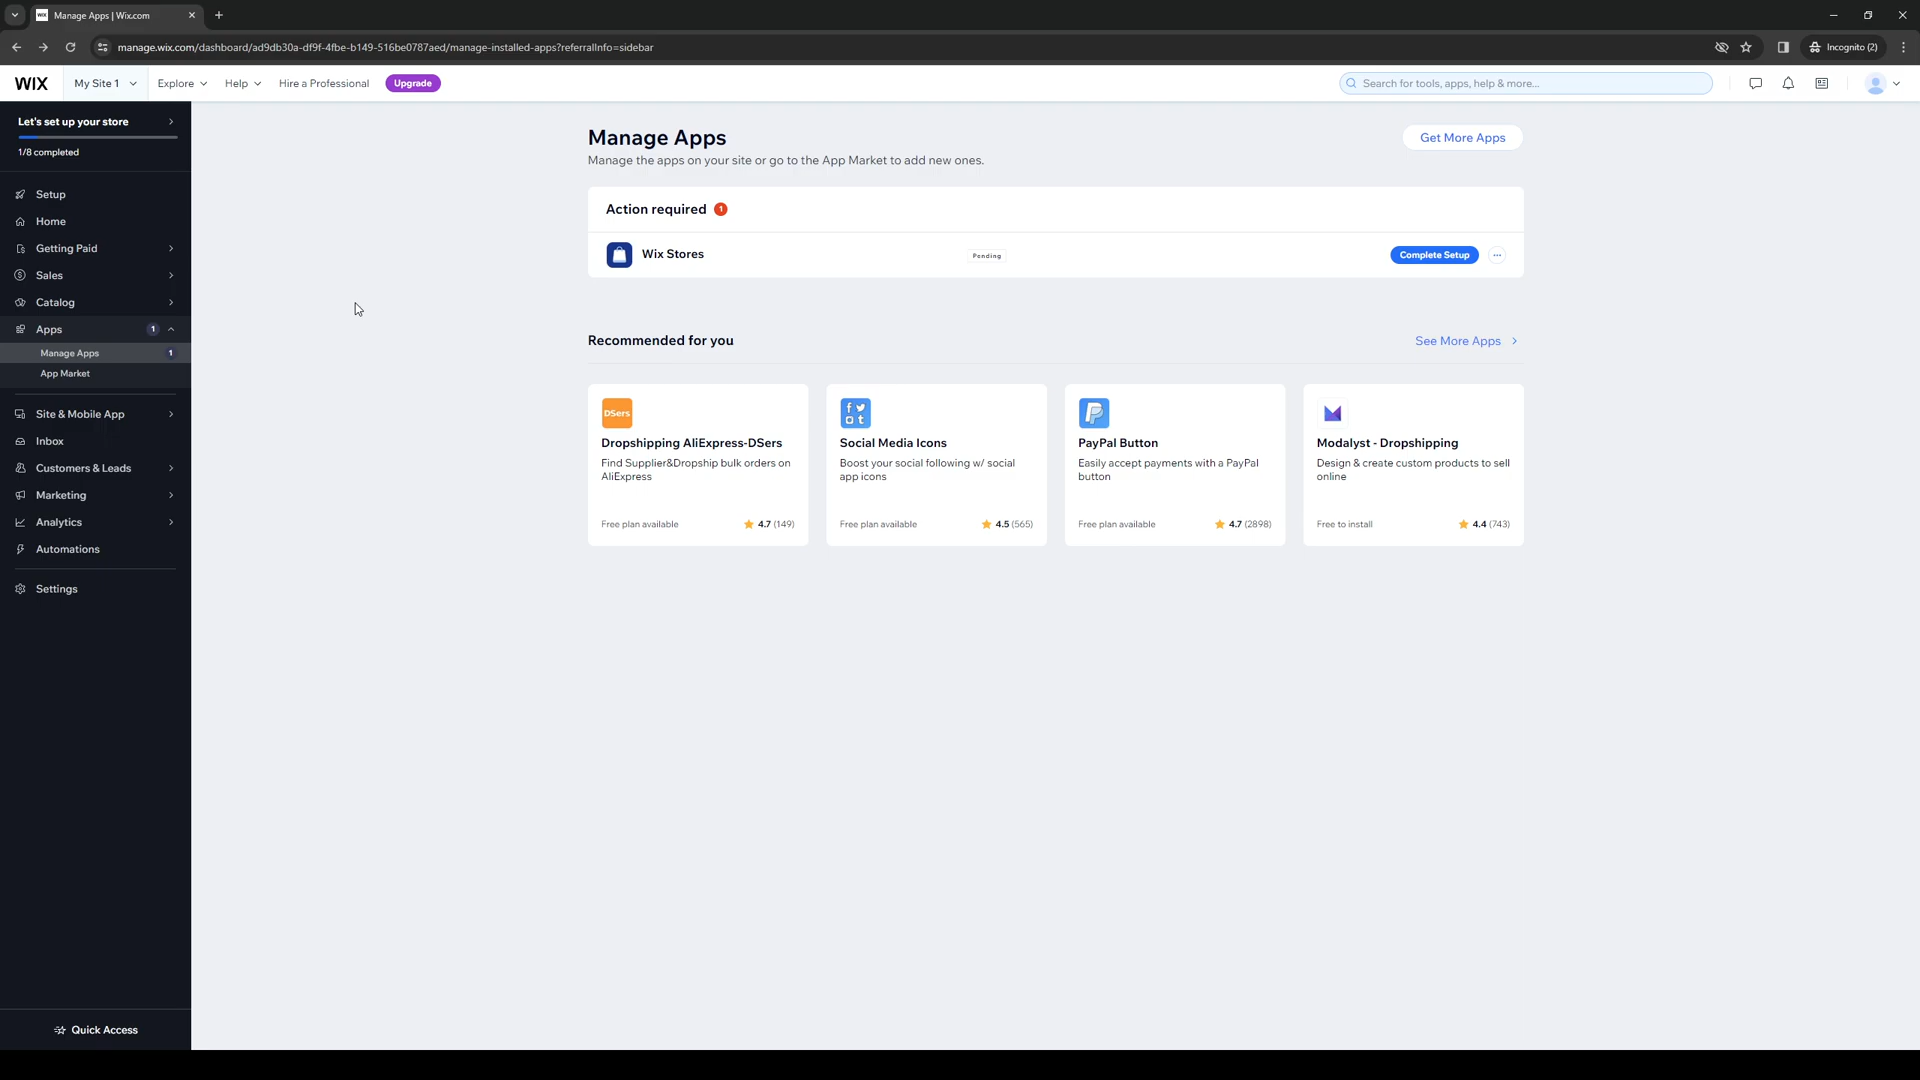 Manage Apps | Wix.com
manage.wix.com/dashboard/ad9db30a-df9f-4fbe-b149-516be0787aed/manage-installed-apps?referralInfo=sidebar
Incognito (2)
WIX
My Site 1
Explore
Help
Hire a Professional
Upgrade
Search for tools, apps, help & more...
Let's set up your store
1/8 completed
Setup
Home
Getting Paid
Sales
Catalog
Apps 1
Manage Apps 1
App Market
Site & Mobile App
Inbox
Customers & Leads
Marketing
Analytics
Automations
Settings
Quick Access
Manage Apps
Manage the apps on your site or go to the App Market to add new ones.
Get More Apps
Action required 1
Wix Stores
Pending
Complete Setup
Recommended for you
See More Apps
DSers
Dropshipping AliExpress-DSers
Find Supplier&Dropship bulk orders on
AliExpress
Free plan available
4.7 (149)
Social Media Icons
Boost your social following w/ social
app icons
Free plan available
4.5 (565)
PayPal Button
Easily accept payments with a PayPal
button
Free plan available
4.7 (2898)
Modalyst - Dropshipping
Design & create custom products to sell
online
Free to install
4.4 (743)